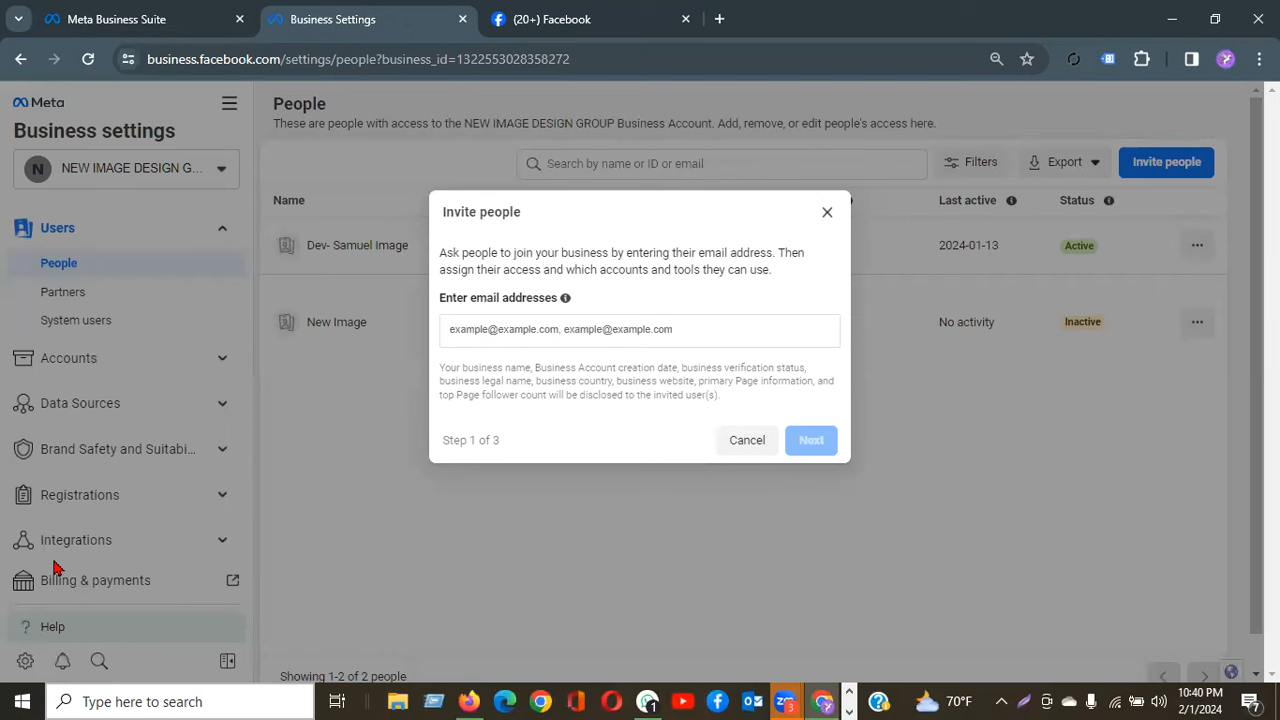 Meta Business Suite
Business Settings
(20+) Facebook
business.facebook.com/settings/people?business_id=1322553028358272
Meta
Business settings
N NEW IMAGE DESIGN G...
Users
People
Partners
System users
Accounts
Data Sources
Brand Safety and Suitabi...
Registrations
Integrations
Billing & payments
? Help
People
These are people with access to the NEW IMAGE DESIGN GROUP Business Account. Add, remove, or edit people's access here.
Search by name or ID or email
Filters
Export
Invite people
Name
Last active
Status
Dev- Samuel Image
2024-01-13
Active
New Image
No activity
Inactive
Invite people
Ask people to join your business by entering their email address. Then
assign their access and which accounts and tools they can use.
Enter email addresses
example@example.com, example@example.com
Your business name, Business Account creation date, business verification status,
business legal name, business country, business website, primary Page information, and
top Page follower count will be disclosed to the invited user(s).
Step 1 of 3
Cancel
Next
Showing 1-2 of 2 people
Type here to search
1
3
70°F
10:40 PM
2/1/2024
7